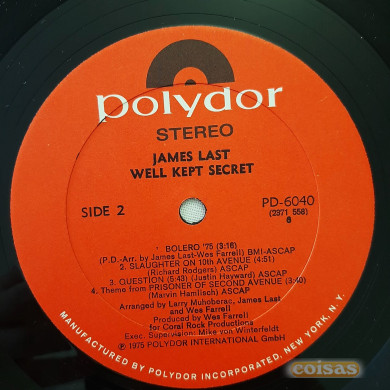 polydor
STEREO
JAMES LAST
WELL KEPT SECRET
SIDE 2
PD-6040
(2371 558)
6
1. BOLERO '75 (3:16)
(P.D.-Arr. by James Last-Wes Farrell) BMI-ASCAP
2. SLAUGHTER ON 10th AVENUE (4:51)
(Richard Rodgers) ASCAP
3. QUESTION (5:43) (Justin Hayward) ASCAP
4. Theme from PRISONER OF SECOND AVENUE (3:40)
(Marvin Hamlisch) ASCAP
Arranged by Larry Muhoberac, James Last
and Wes Farrell
Produced by Wes Farrell
for Coral Rock Productions
Exec. Supervision: Mike von Winterfeldt
Ⓟ 1975 POLYDOR INTERNATIONAL GMBH
MANUFACTURED BY POLYDOR INCORPORATED, NEW YORK, N.Y.
coisas